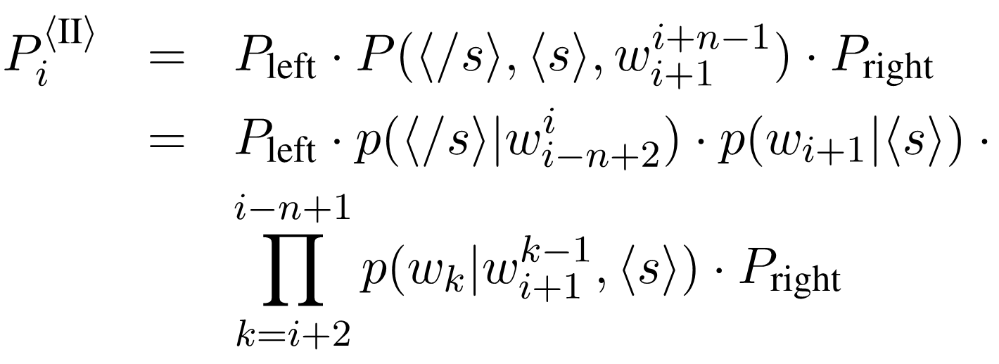 P_i^{⟨II⟩} = P_left · P(⟨/s⟩, ⟨s⟩, w_{i+1}^{i+n−1}) · P_right
= P_left · p(⟨/s⟩|w_{i−n+2}^{i}) · p(w_{i+1}|⟨s⟩) ·
∏_{k=i+2}^{i−n+1} p(w_k|w_{i+1}^{k−1}, ⟨s⟩) · P_right